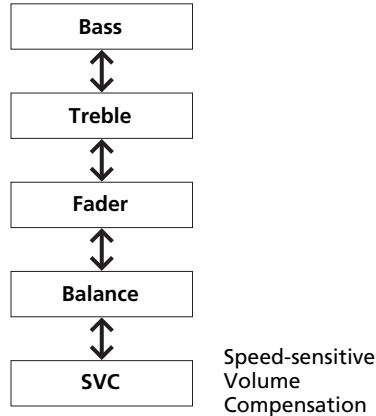 Bass
Treble
Fader
Balance
SVC
Speed-sensitive
Volume
Compensation